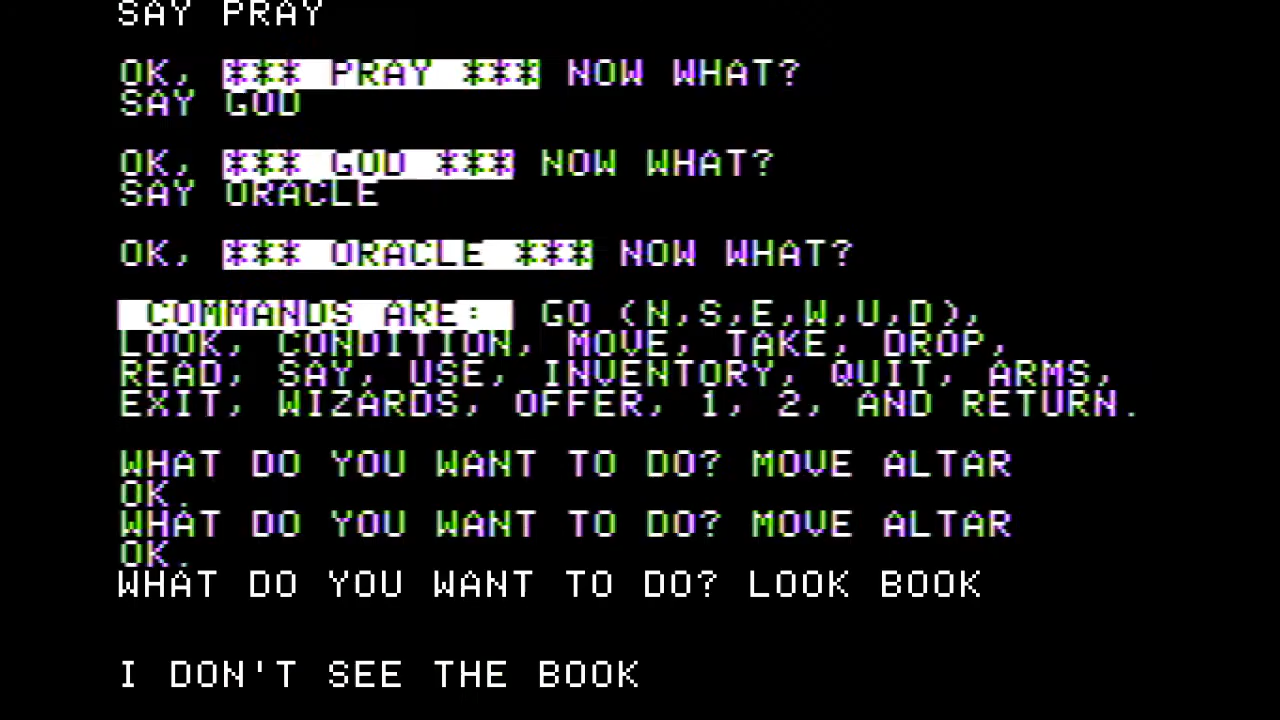 SAY PRAY
OK, *** PRAY *** NOW WHAT?
SAY GOD
OK, *** GOD *** NOW WHAT?
SAY ORACLE
OK, *** ORACLE *** NOW WHAT?
COMMANDS ARE: GO (N,S,E,W,U,D),
LOOK, CONDITION, MOVE, TAKE, DROP,
READ, SAY, USE, INVENTORY, QUIT, ARMS,
EXIT, WIZARDS, OFFER, 1, 2, AND RETURN.
WHAT DO YOU WANT TO DO? MOVE ALTAR
OK.
WHAT DO YOU WANT TO DO? MOVE ALTAR
OK.
WHAT DO YOU WANT TO DO? LOOK BOOK
I DON'T SEE THE BOOK